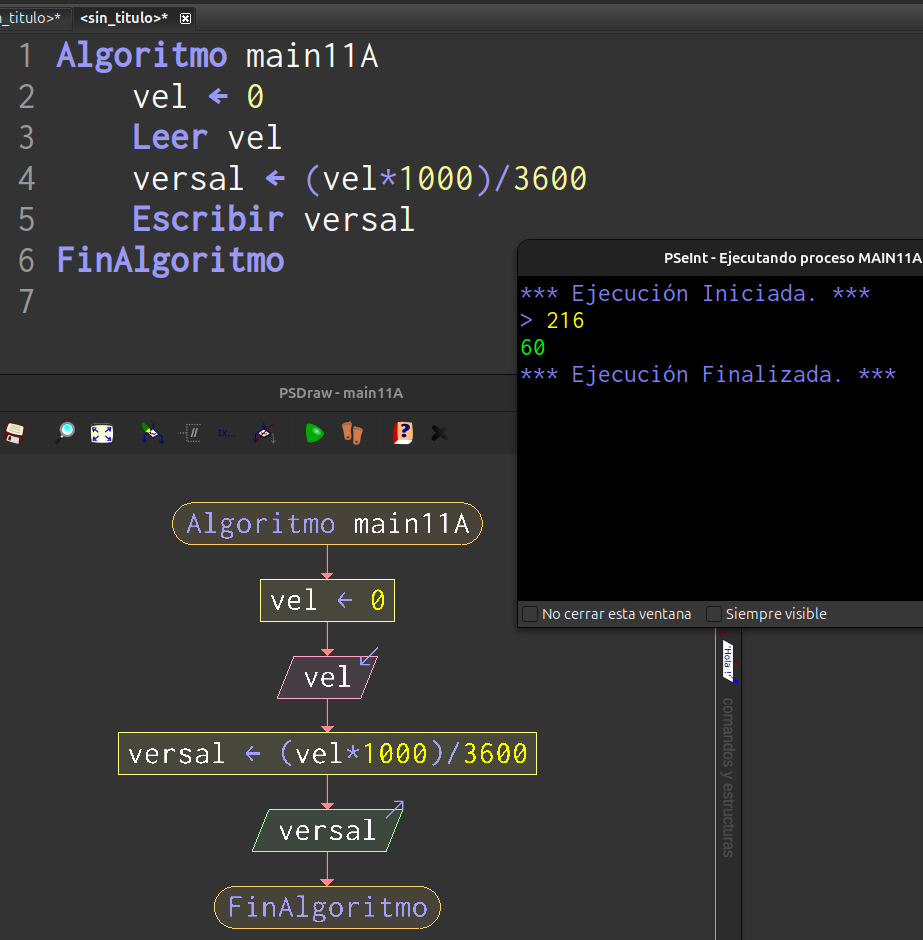 _titulo>* <sin_titulo>*
1 Algoritmo main11A
2 vel ← 0
3 Leer vel
4 versal ← (vel*1000)/3600
5 Escribir versal
6 FinAlgoritmo
7
PSeInt - Ejecutando proceso MAIN11A
*** Ejecución Iniciada. ***
> 216
60
*** Ejecución Finalizada. ***
No cerrar esta ventana Siempre visible
PSDraw - main11A
Algoritmo main11A
vel ← 0
vel
versal ← (vel*1000)/3600
versal
FinAlgoritmo
'Hola !'
comandos y estructuras